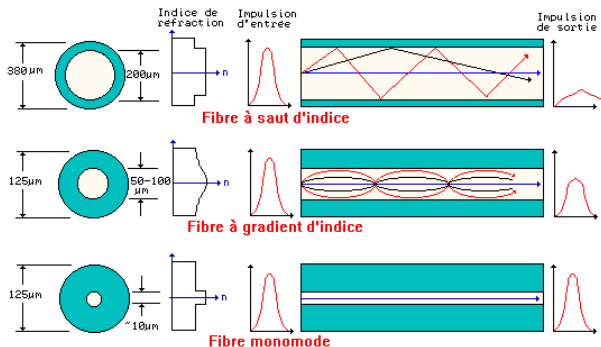 Indice de
réfraction
Impulsion
d'entrée
Impulsion
de sortie
380µm
200µm
n
Fibre à saut d'indice
125µm
50-100
µm
n
Fibre à gradient d'indice
125µm
~10µm
n
Fibre monomode